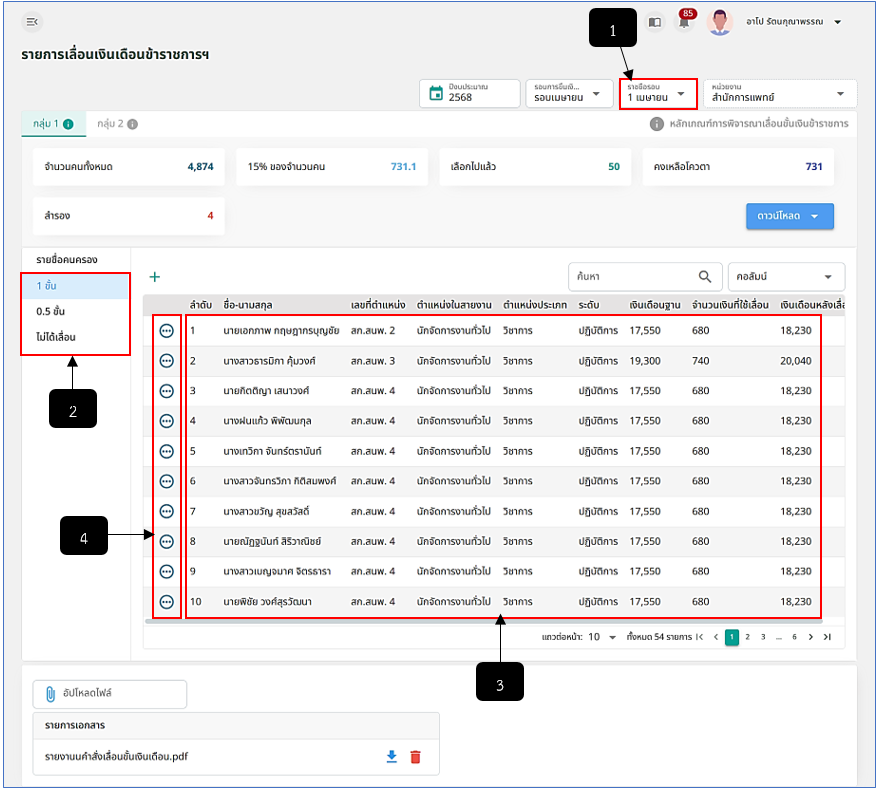 1
85
อาไป รัตนกุณาพรรณ
รายการเลื่อนเงินเดือนข้าราชการฯ
ปีงบประมาณ
2568
รอบการขึ้นเงิ...
รอบเมษายน
รายชื่อรอบ
1 เมษายน
หน่วยงาน
สำนักการแพทย์
กลุ่ม 1
กลุ่ม 2
หลักเกณฑ์การพิจารณาเลื่อนขั้นเงินข้าราชการ
จำนวนคนทั้งหมด 4,874
15% ของจำนวนคน 731.1
เลือกไปแล้ว 50
คงเหลือโควตา 731
สำรอง 4
ดาวน์โหลด
รายชื่อคนครอง
1 ขั้น
0.5 ขั้น
ไม่ได้เลื่อน
2
ค้นหา
คอลัมน์
ลำดับ ชื่อ-นามสกุล เลขที่ตำแหน่ง ตำแหน่งในสายงาน ตำแหน่งประเภท ระดับ เงินเดือนฐาน จำนวนเงินที่ใช้เลื่อน เงินเดือนหลังเลื่
1 นายเอกภาพ กฤษฎากรบุญชัย สก.สนพ. 2 นักจัดการงานทั่วไป วิชาการ ปฏิบัติการ 17,550 680 18,230
2 นางสาวธารมิกา คุ้มวงศ์ สก.สนพ. 3 นักจัดการงานทั่วไป วิชาการ ปฏิบัติการ 19,300 740 20,040
3 นายกิตติญา เสนาวงศ์ สก.สนพ. 4 นักจัดการงานทั่วไป วิชาการ ปฏิบัติการ 17,550 680 18,230
4 นางฝนแก้ว พิพัฒนกุล สก.สนพ. 4 นักจัดการงานทั่วไป วิชาการ ปฏิบัติการ 17,550 680 18,230
5 นางเทวิกา จันทร์ตรานันท์ สก.สนพ. 4 นักจัดการงานทั่วไป วิชาการ ปฏิบัติการ 17,550 680 18,230
6 นางสาวจันทรวิภา กิติสมพงศ์ สก.สนพ. 4 นักจัดการงานทั่วไป วิชาการ ปฏิบัติการ 17,550 680 18,230
7 นางสาวขวัญ สุขสวัสดิ์ สก.สนพ. 4 นักจัดการงานทั่วไป วิชาการ ปฏิบัติการ 17,550 680 18,230
8 นายณัฏฐนันท์ สิริวาณิชย์ สก.สนพ. 4 นักจัดการงานทั่วไป วิชาการ ปฏิบัติการ 17,550 680 18,230
9 นางสาวเบญจมาศ จิตรธารา สก.สนพ. 4 นักจัดการงานทั่วไป วิชาการ ปฏิบัติการ 17,550 680 18,230
10 นายพิชัย วงศ์สุรวัฒนา สก.สนพ. 4 นักจัดการงานทั่วไป วิชาการ ปฏิบัติการ 17,550 680 18,230
4
แถวต่อหน้า: 10 ทั้งหมด 54 รายการ 1 2 3 ... 6
3
อัปโหลดไฟล์
รายการเอกสาร
รายงานนคำสั่งเลื่อนขั้นเงินเดือน.pdf